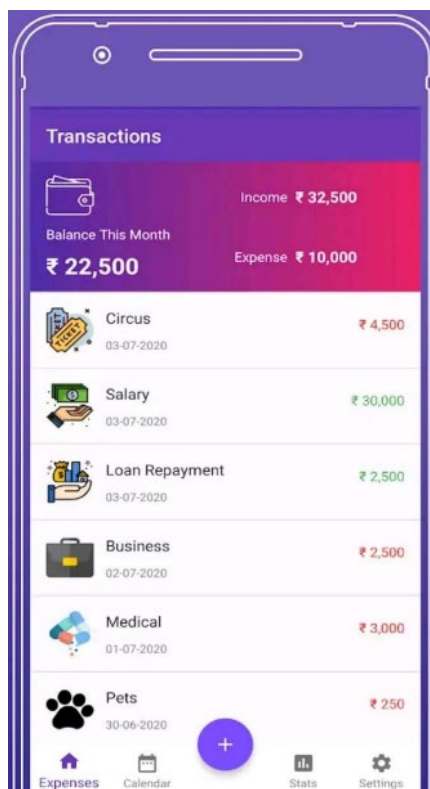 Transactions
Income ₹ 32,500
Balance This Month
₹ 22,500
Expense ₹ 10,000
Circus
₹ 4,500
03-07-2020
Salary
₹ 30,000
03-07-2020
Loan Repayment
₹ 2,500
03-07-2020
Business
₹ 2,500
02-07-2020
Medical
₹ 3,000
01-07-2020
Pets
₹ 250
30-06-2020
+
Expenses
Calendar
Stats
Settings